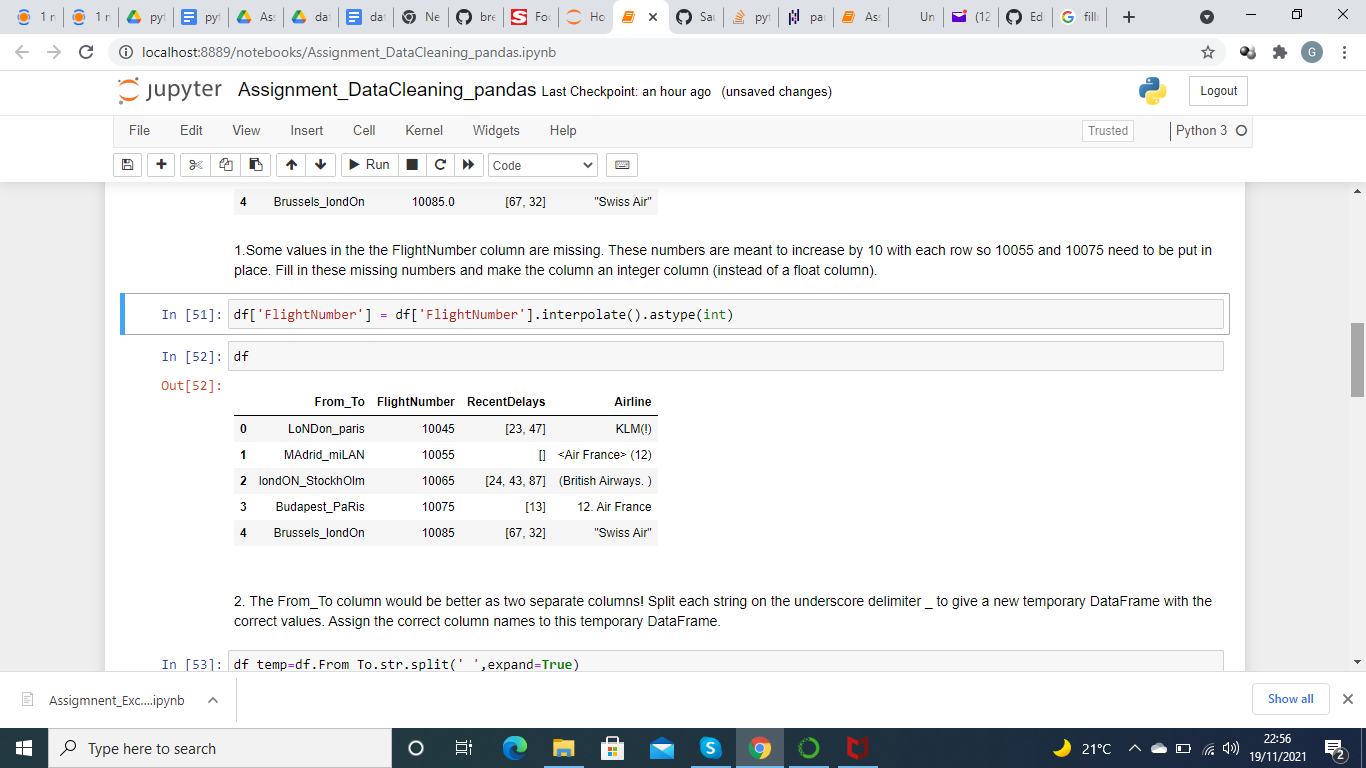 1 r
1 r
pyt
pyt
Ass
dat
dat
Ne
bre
Foo
Ho
Sau
pyt
pan
Ass
Un
(12
Edi
fill
localhost:8889/notebooks/Assignment_DataCleaning_pandas.ipynb
G
jupyter Assignment_DataCleaning_pandas Last Checkpoint: an hour ago (unsaved changes)
Logout
File Edit View Insert Cell Kernel Widgets Help
Trusted
Python 3
Run
Code
4 Brussels_londOn 10085.0 [67, 32] "Swiss Air"
1.Some values in the the FlightNumber column are missing. These numbers are meant to increase by 10 with each row so 10055 and 10075 need to be put in
place. Fill in these missing numbers and make the column an integer column (instead of a float column).
In [51]: df['FlightNumber'] = df['FlightNumber'].interpolate().astype(int)
In [52]: df
Out[52]:
From_To FlightNumber RecentDelays Airline
0 LoNDon_paris 10045 [23, 47] KLM(!)
1 MAdrid_miLAN 10055 [] <Air France> (12)
2 londON_StockhOlm 10065 [24, 43, 87] (British Airways. )
3 Budapest_PaRis 10075 [13] 12. Air France
4 Brussels_londOn 10085 [67, 32] "Swiss Air"
2. The From_To column would be better as two separate columns! Split each string on the underscore delimiter _ to give a new temporary DataFrame with the
correct values. Assign the correct column names to this temporary DataFrame.
In [53]: df temp=df.From To.str.split(' ',expand=True)
Assigmnent_Exc....ipynb
Show all
Type here to search
21°C
22:56
19/11/2021
2